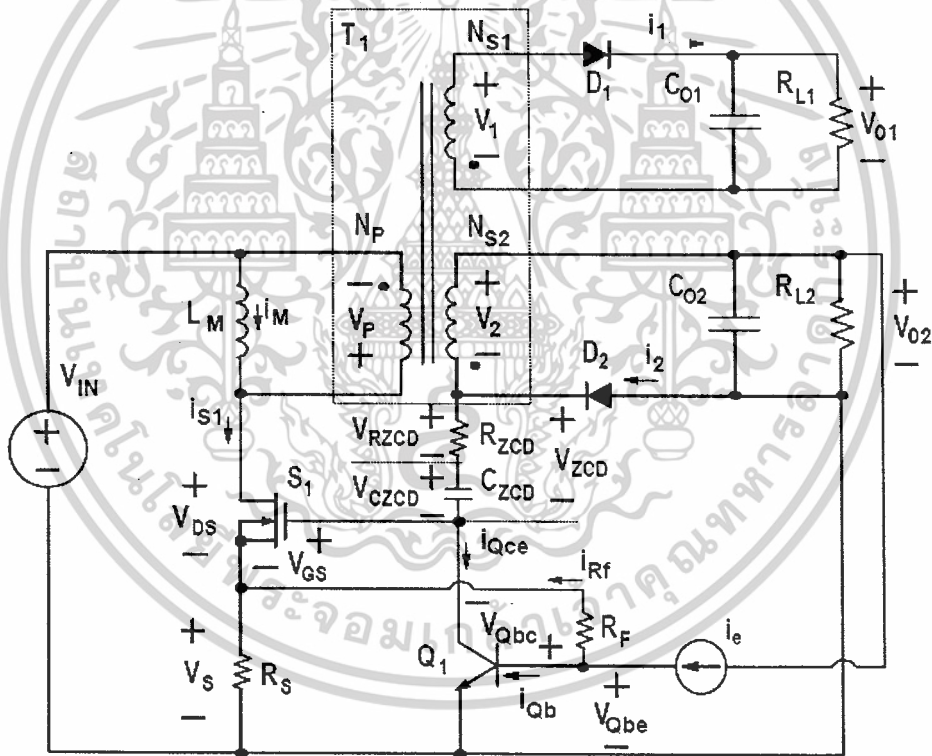 T1
NS1
i1
D1
CO1
RL1
+
V1
−
+
VO1
−
NP
NS2
LM
iM
−
VP
+
+
V2
−
CO2
RL2
+
VO2
−
D2
i2
VIN
+
−
iS1
+
VRZCD
−
RZCD
+
VZCD
−
+
VCZCD
−
CZCD
S1
+
VDS
−
+
VGS
−
iQce
iRf
−
VQbc
+
RF
ie
Q1
iQb
+
VQbe
−
+
VS
−
RS